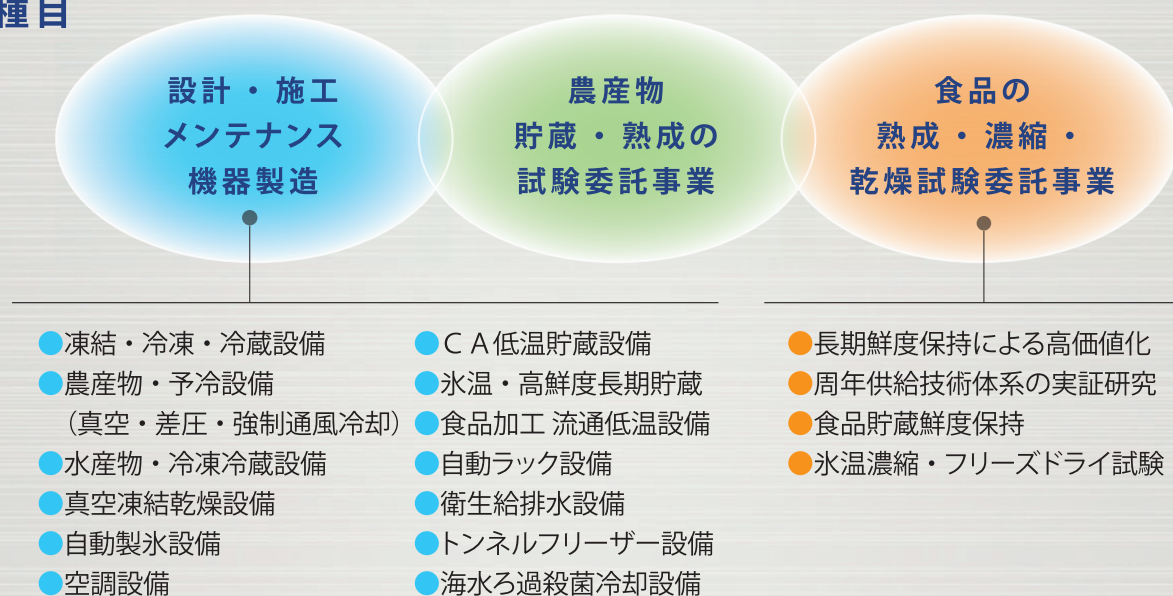 種目
設計・施工
メンテナンス
機器製造
農産物
貯蔵・熟成の
試験委託事業
食品の
熟成・濃縮・
乾燥試験委託事業
●凍結・冷凍・冷蔵設備
●農産物・予冷設備
（真空・差圧・強制通風冷却）
●水産物・冷凍冷蔵設備
●真空凍結乾燥設備
●自動製氷設備
●空調設備
●ＣＡ低温貯蔵設備
●氷温・高鮮度長期貯蔵
●食品加工 流通低温設備
●自動ラック設備
●衛生給排水設備
●トンネルフリーザー設備
●海水ろ過殺菌冷却設備
●長期鮮度保持による高価値化
●周年供給技術体系の実証研究
●食品貯蔵鮮度保持
●氷温濃縮・フリーズドライ試験